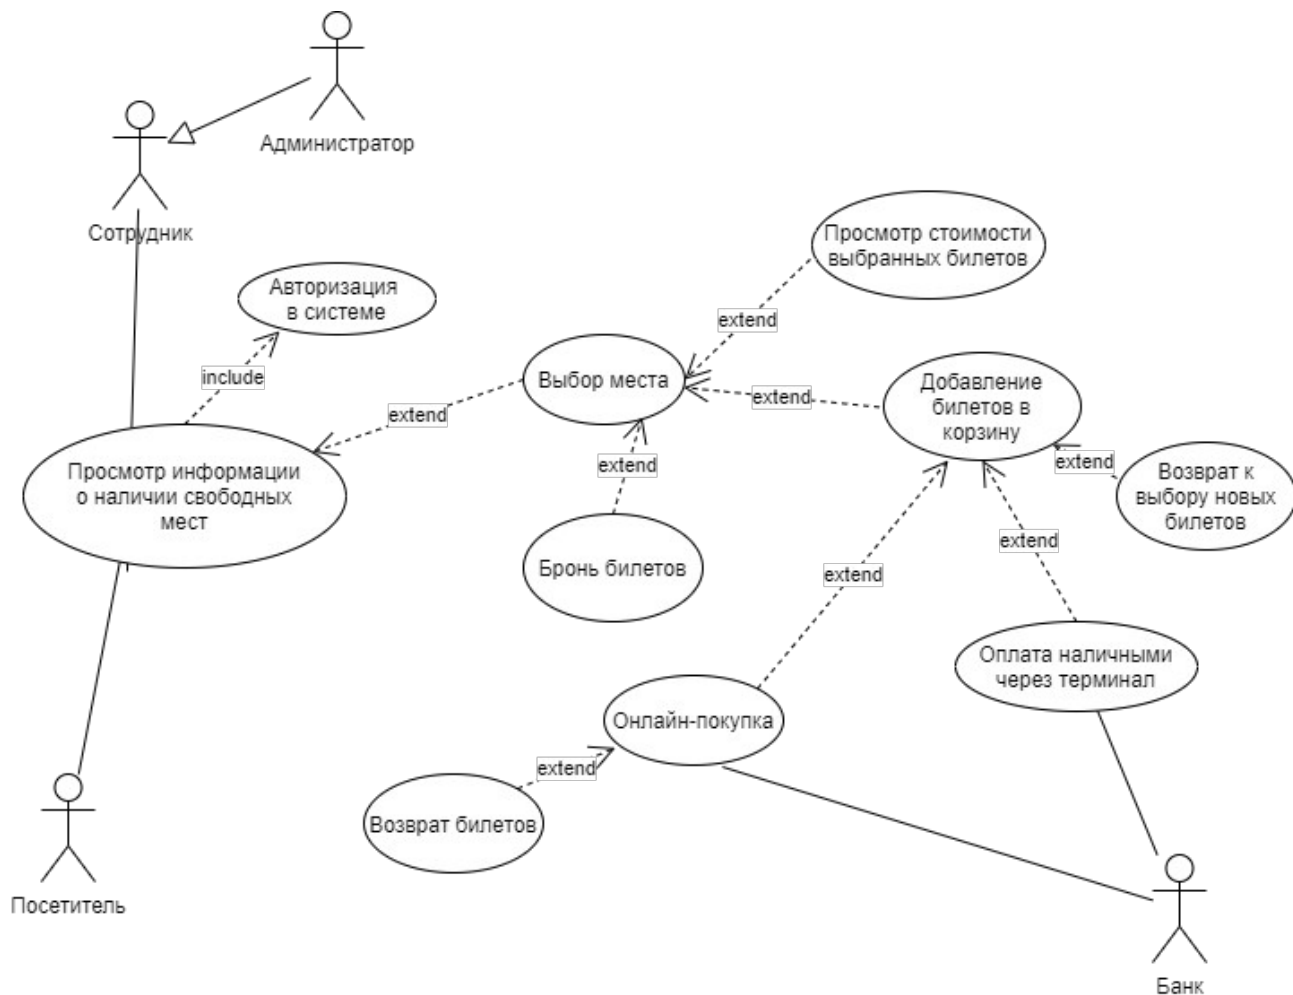 Администратор
Сотрудник
Просмотр стоимости
выбранных билетов
Авторизация
в системе
extend
include
Выбор места
extend
Добавление
билетов в
корзину
extend
Просмотр информации
о наличии свободных
мест
extend
extend
Возврат к
выбору новых
билетов
extend
Бронь билетов
extend
Оплата наличными
через терминал
Онлайн-покупка
extend
Возврат билетов
Посетитель
Банк